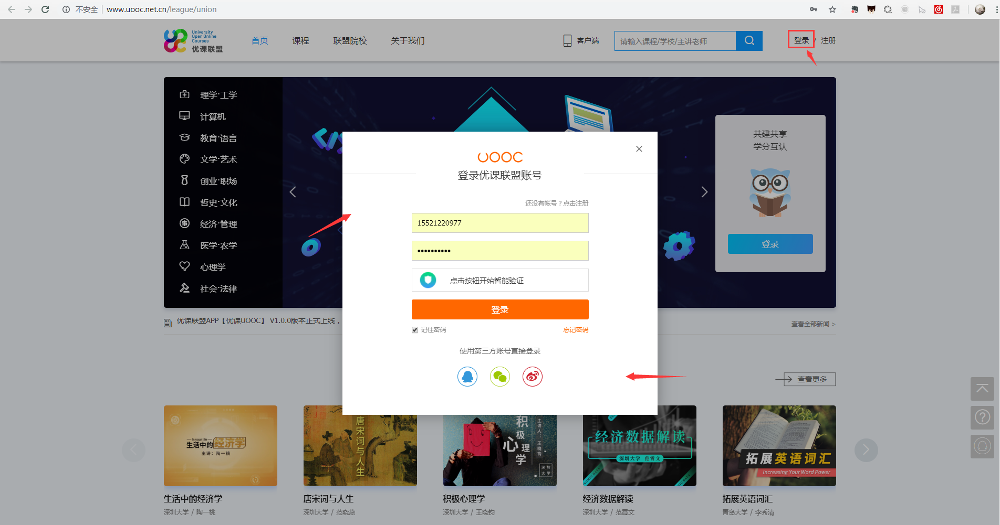 不安全 | www.uooc.net.cn/league/union
University
Open Online
Courses
优课联盟
首页
课程
联盟院校
关于我们
客户端
请输入课程/学校/主讲老师
登录 / 注册
理学·工学
计算机
教育·语言
文学·艺术
创业·职场
哲史·文化
经济·管理
医学·农学
心理学
社会·法律
共建共享
学分互认
登录
UOOC
登录优课联盟账号
还没有帐号？点击注册
15521220977
••••••••••
点击按钮开始智能验证
登录
记住密码
忘记密码
使用第三方账号直接登录
优课联盟APP【优课UOOC】 V1.0.0版本正式上线，
查看全部新闻 >
查看更多
In your life
生活中的经济学
主讲：陶一桃
唐宋词与人生
积极心理学
主讲人：王晓钧
深圳大学
经济数据解读
深圳大学 范霄文
拓展英语词汇
Increasing Your Word Power
生活中的经济学
深圳大学 / 陶一桃
唐宋词与人生
深圳大学 / 范晓燕
积极心理学
深圳大学 / 王晓钧
经济数据解读
深圳大学 / 范霄文
拓展英语词汇
青岛大学 / 李秀清